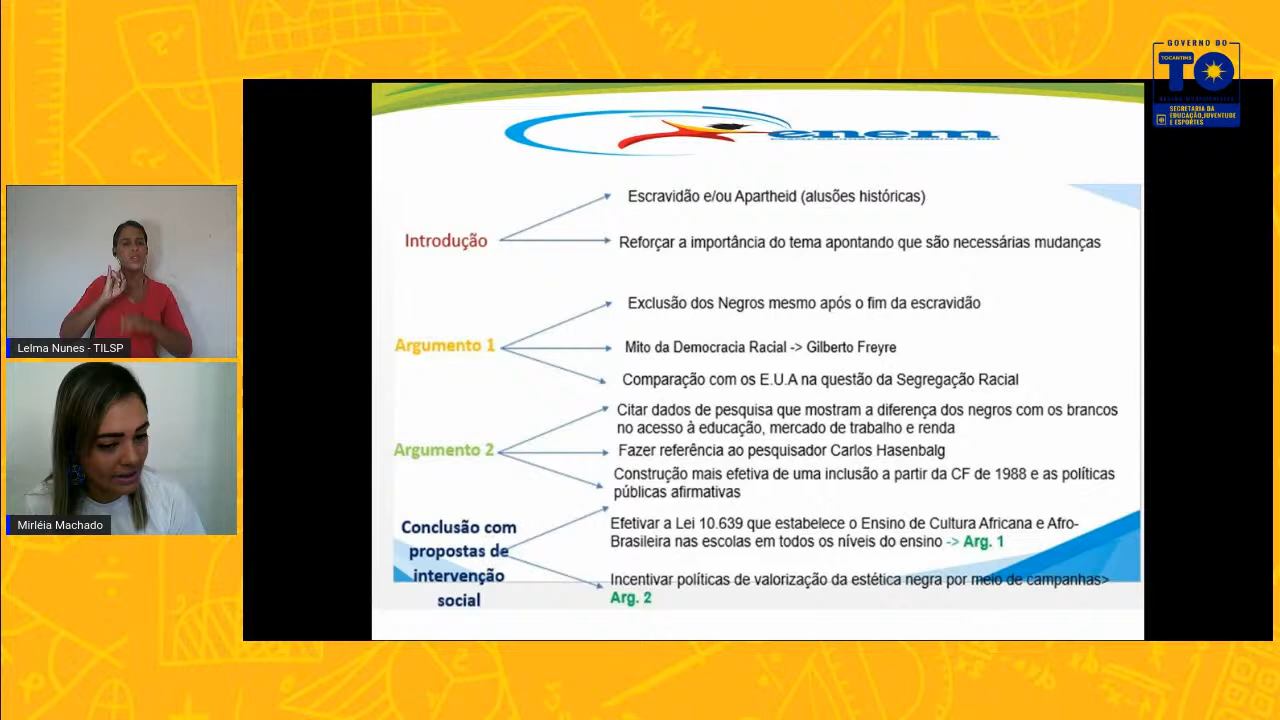 GOVERNO DO
TOCANTINS
TO
SECRETARIA DA
EDUCAÇÃO, JUVENTUDE
E ESPORTES
enem
EXAME NACIONAL DO ENSINO MÉDIO
Introdução
Escravidão e/ou Apartheid (alusões históricas)
Reforçar a importância do tema apontando que são necessárias mudanças
Argumento 1
Exclusão dos Negros mesmo após o fim da escravidão
Mito da Democracia Racial -> Gilberto Freyre
Comparação com os E.U.A na questão da Segregação Racial
Argumento 2
Citar dados de pesquisa que mostram a diferença dos negros com os brancos
no acesso à educação, mercado de trabalho e renda
Fazer referência ao pesquisador Carlos Hasenbalg
Construção mais efetiva de uma inclusão a partir da CF de 1988 e as políticas
públicas afirmativas
Conclusão com
propostas de
intervenção
social
Efetivar a Lei 10.639 que estabelece o Ensino de Cultura Africana e Afro-
Brasileira nas escolas em todos os níveis do ensino -> Arg. 1
Incentivar políticas de valorização da estética negra por meio de campanhas>
Arg. 2
Lelma Nunes - TILSP
Mirléia Machado